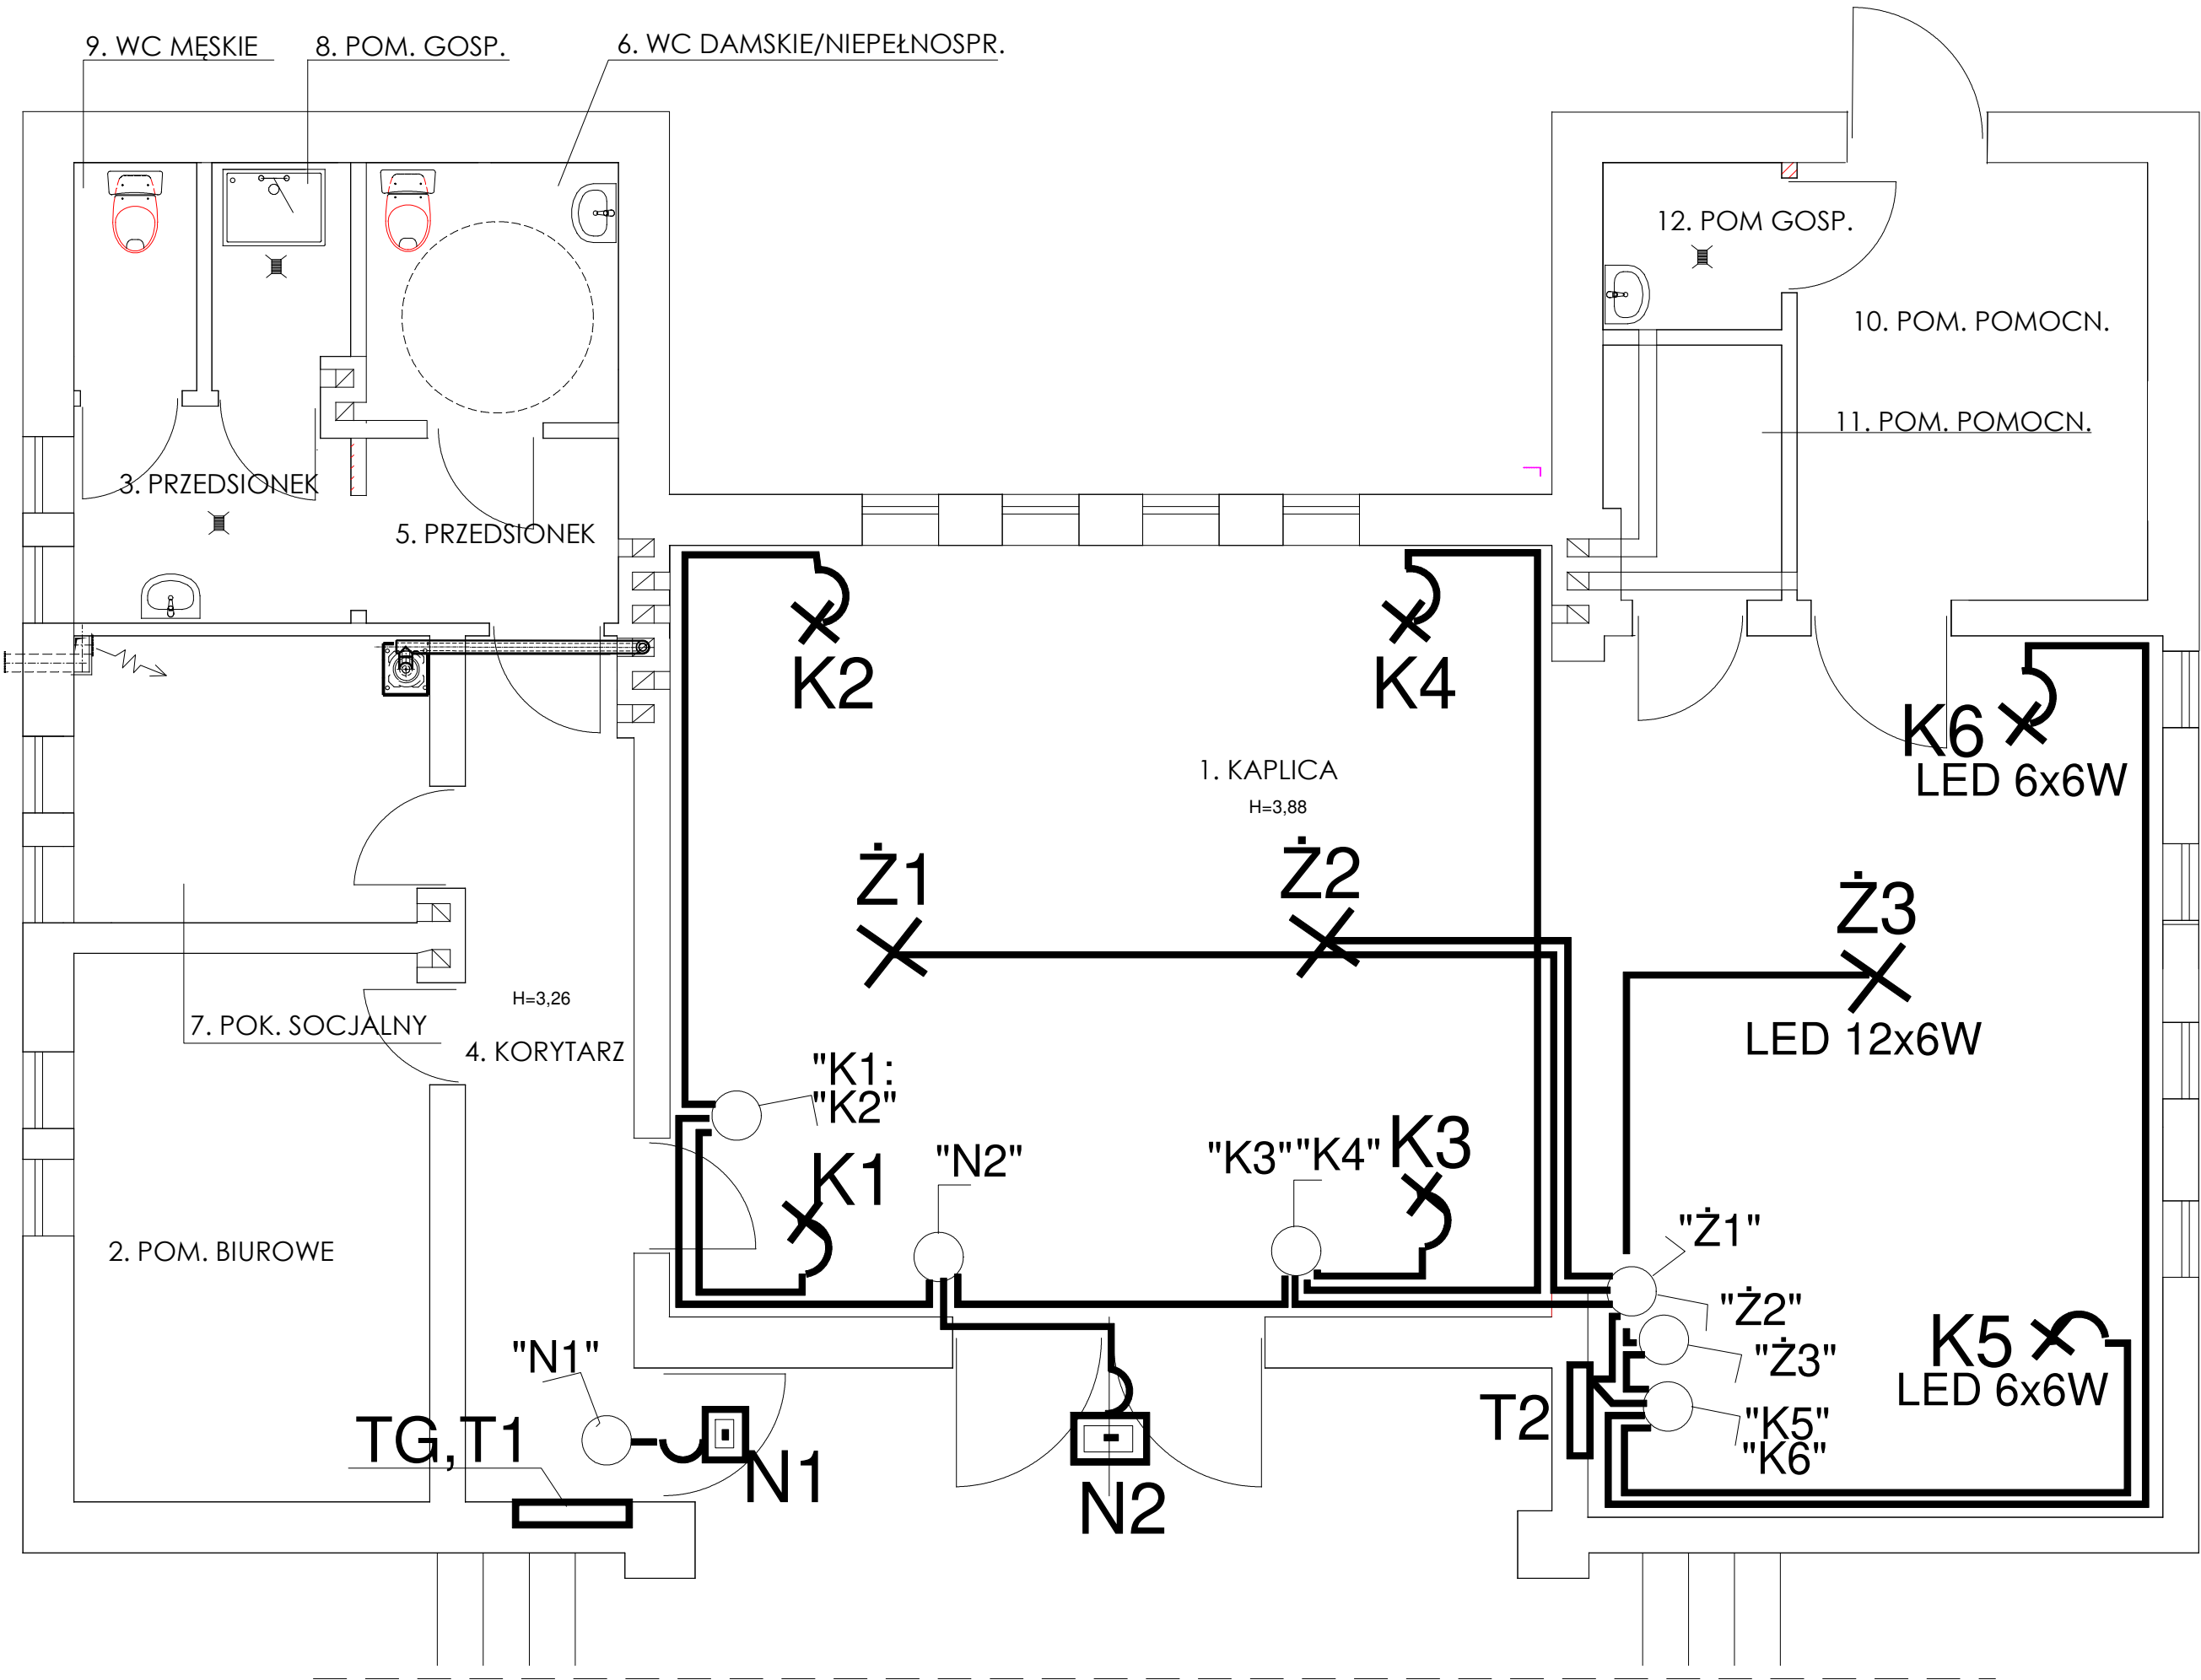 9. WC MĘSKIE
8. POM. GOSP.
6. WC DAMSKIE/NIEPEŁNOSPR.
12. POM GOSP.
10. POM. POMOCN.
11. POM. POMOCN.
3. PRZEDSIONEK
5. PRZEDSIONEK
K2
K4
K6
LED 6x6W
1. KAPLICA
H=3,88
Ż1
Ż2
Ż3
LED 12x6W
H=3,26
7. POK. SOCJALNY
4. KORYTARZ
"K1:
"K2"
K1
"N2"
"K3" "K4"
K3
"Ż1"
2. POM. BIUROWE
"Ż2"
"Ż3"
K5
LED 6x6W
"N1"
T2
"K5"
"K6"
TG,T1
N1
N2